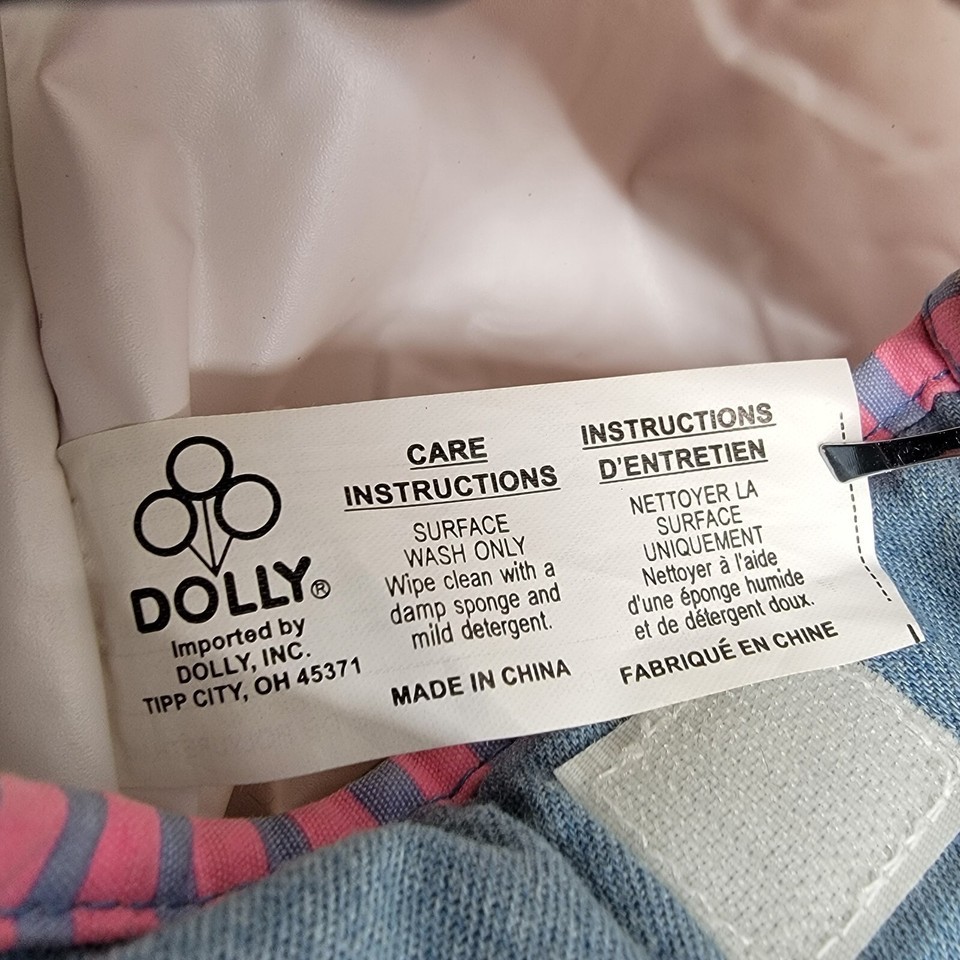 DOLLY®
Imported by
DOLLY, INC.
TIPP CITY, OH 45371
CARE
INSTRUCTIONS
SURFACE
WASH ONLY
Wipe clean with a
damp sponge and
mild detergent.
MADE IN CHINA
INSTRUCTIONS
D'ENTRETIEN
NETTOYER LA
SURFACE
UNIQUEMENT
Nettoyer à l'aide
d'une éponge humide
et de détergent doux.
FABRIQUÉ EN CHINE